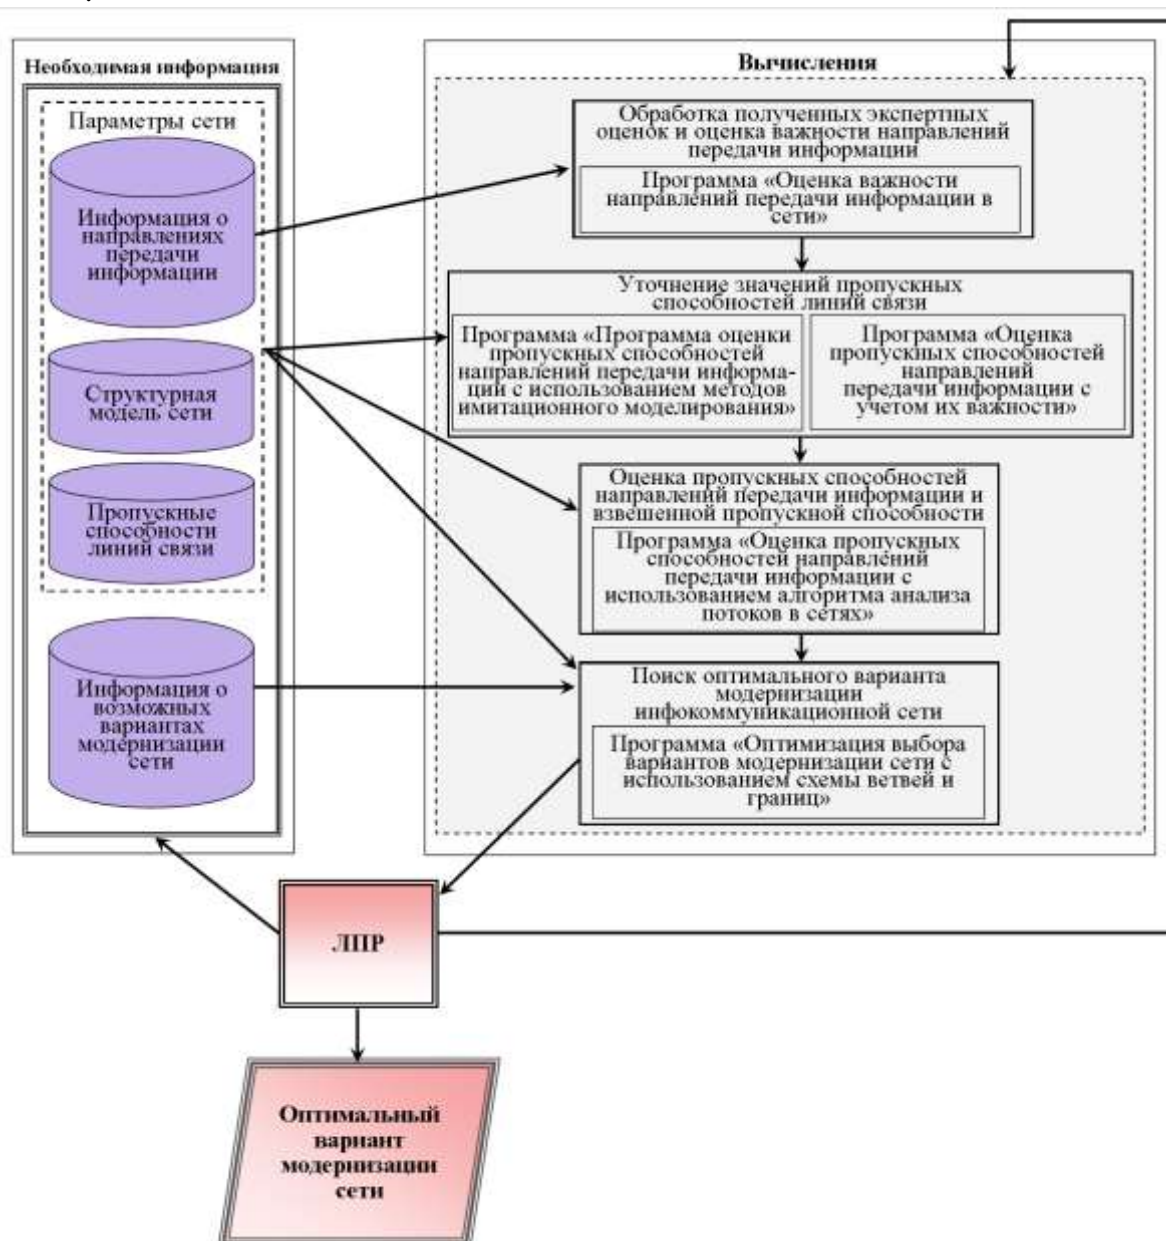 Необходимая информация
Параметры сети
Информация о
направлениях
передачи
информации
Структурная
модель сети
Пропускные
способности
линий связи
Информация о
возможных
вариантах
модернизации
сети
Вычисления
Обработка полученных экспертных
оценок и оценка важности направлений
передачи информации
Программа «Оценка важности
направлений передачи информации в
сети»
Уточнение значений пропускных
способностей линий связи
Программа «Программа оценки
пропускных способностей
направлений передачи информа-
ции с использованием методов
имитационного моделирования»
Программа «Оценка
пропускных способностей
направлений
передачи информации с
учетом их важности»
Оценка пропускных способностей
направлений передачи информации и
взвешенной пропускной способности
Программа «Оценка пропускных
способностей направлений
передачи информации с
использованием алгоритма анализа
потоков в сетях»
Поиск оптимального варианта
модернизации
инфокоммуникационной сети
Программа «Оптимизация выбора
вариантов модернизации сети с
использованием схемы ветвей и
границ»
ЛПР
Оптимальный
вариант
модернизации
сети